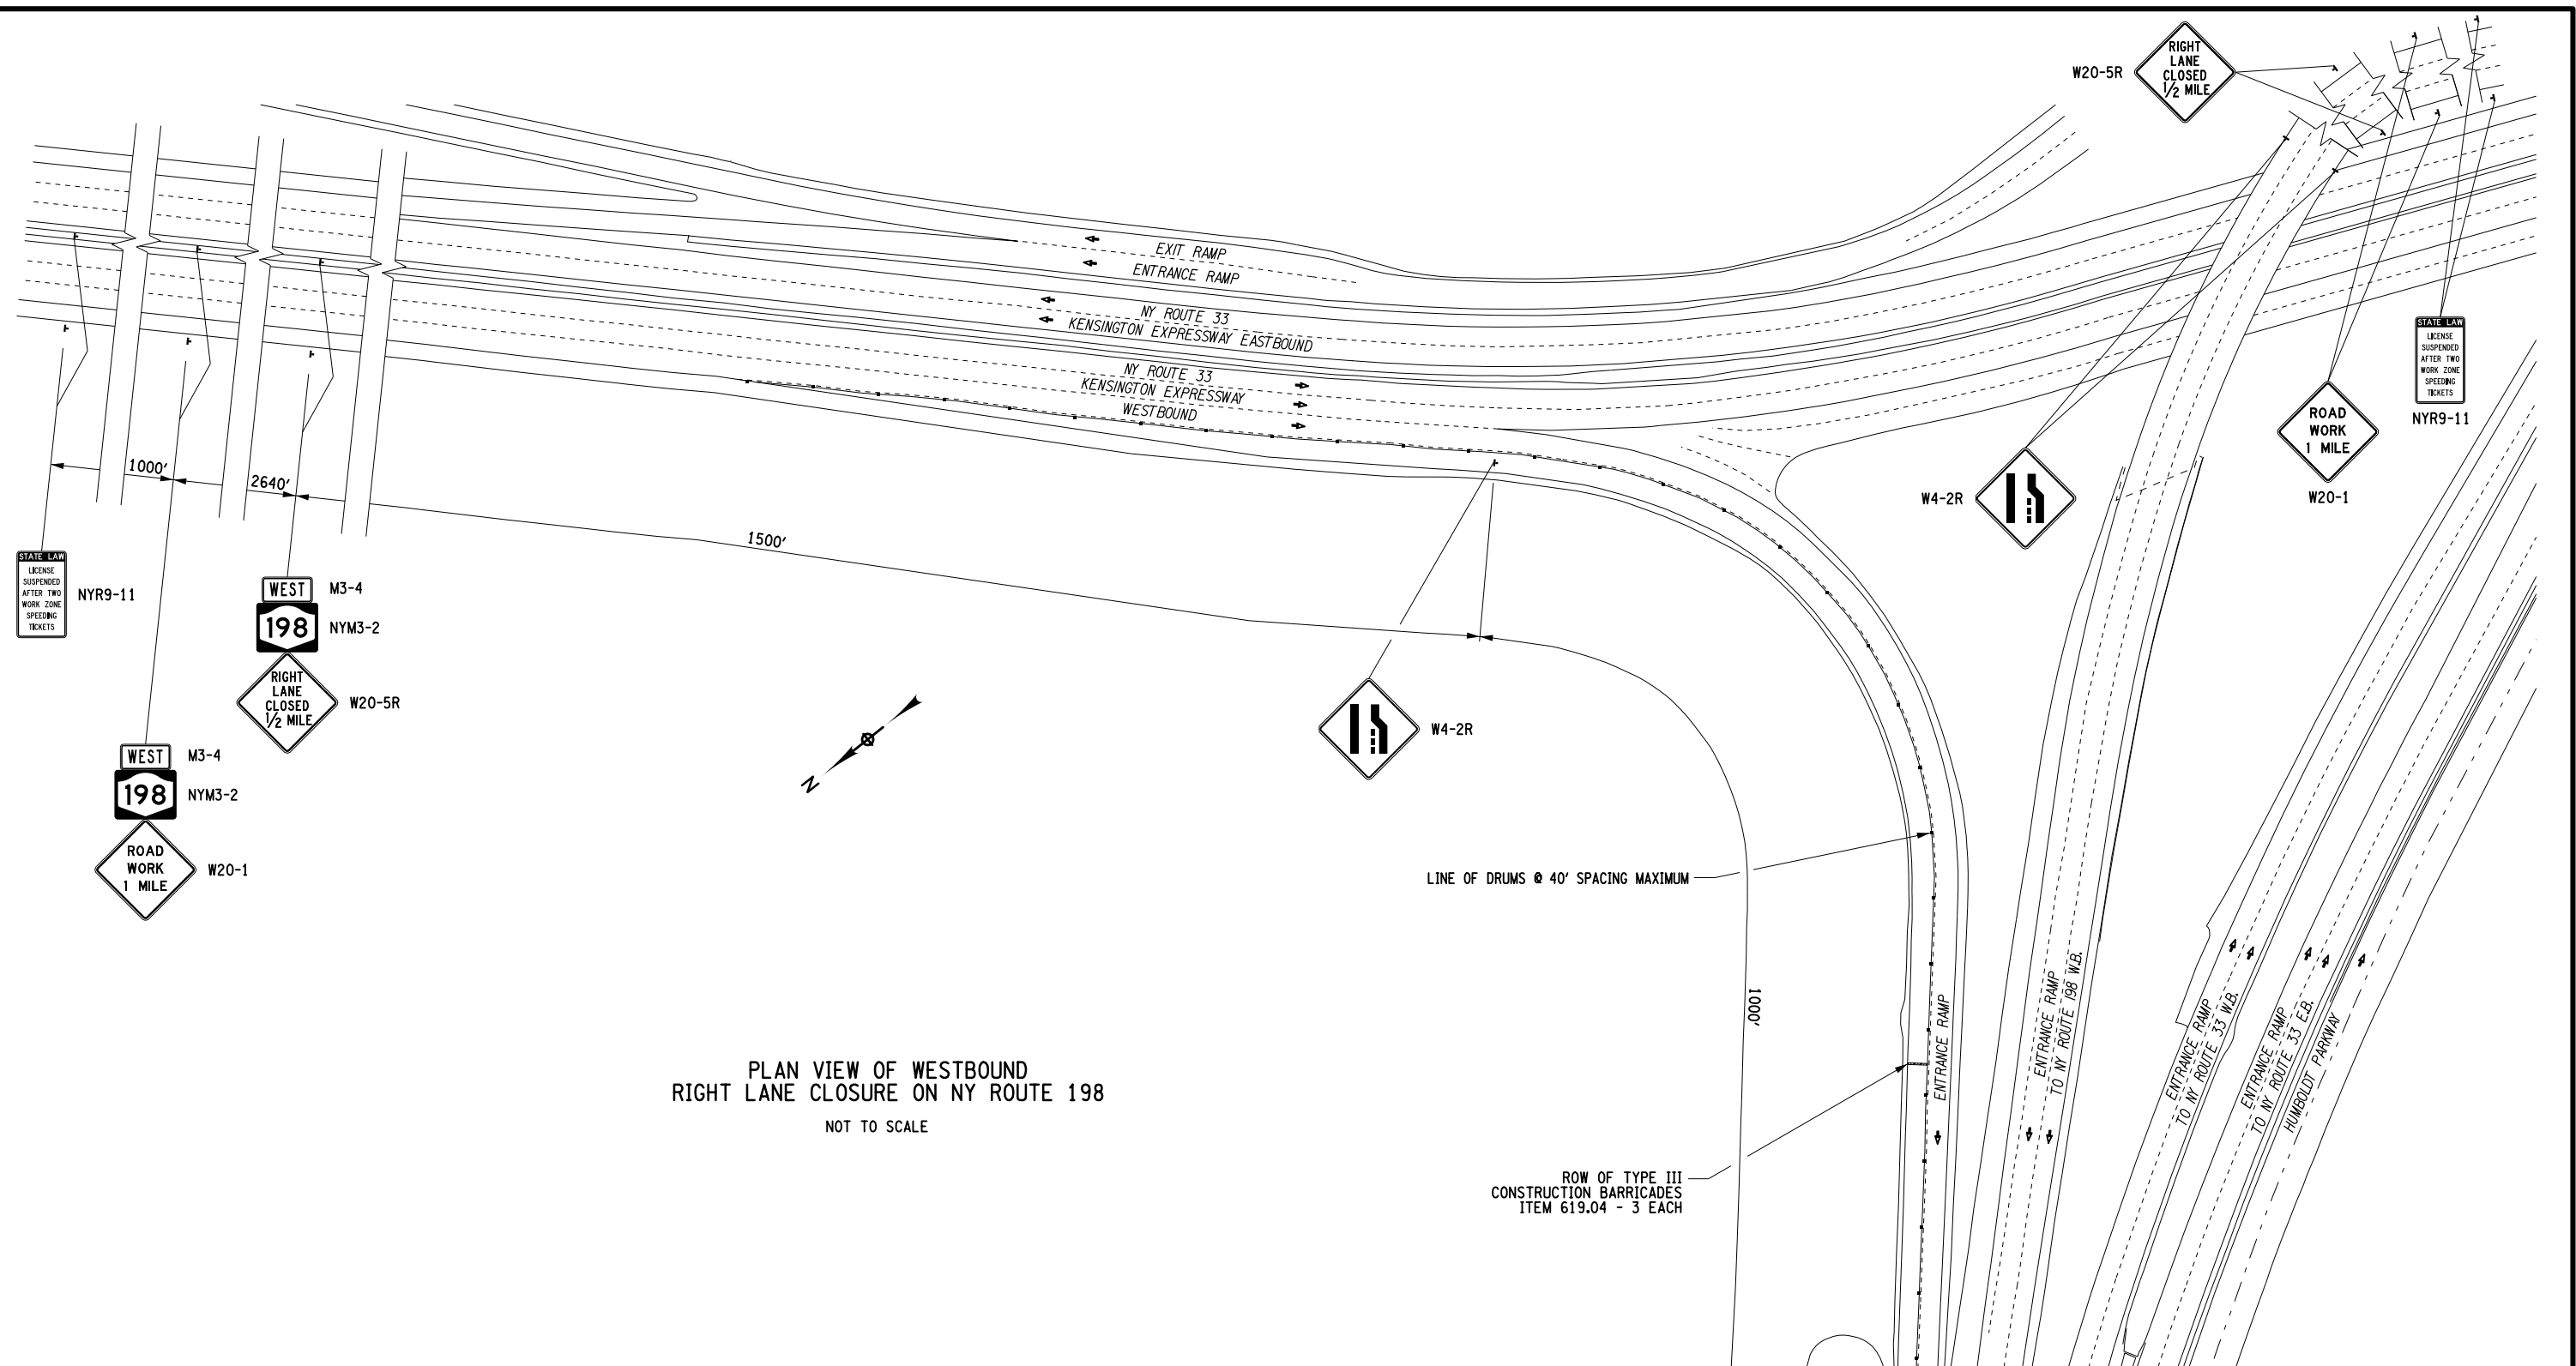 RIGHT
LANE
CLOSED
1/2 MILE
W20-5R
EXIT RAMP
ENTRANCE RAMP
NY ROUTE 33
KENSINGTON EXPRESSWAY EASTBOUND
NY ROUTE 33
KENSINGTON EXPRESSWAY
WESTBOUND
STATE LAW
LICENSE
SUSPENDED
AFTER TWO
WORK ZONE
SPEEDING
TICKETS
NYR9-11
ROAD
WORK
1 MILE
W20-1
W4-2R
1000'
2640'
1500'
STATE LAW
LICENSE
SUSPENDED
AFTER TWO
WORK ZONE
SPEEDING
TICKETS
NYR9-11
WEST M3-4
198 NYM3-2
RIGHT
LANE
CLOSED
1/2 MILE
W20-5R
WEST M3-4
198 NYM3-2
ROAD
WORK
1 MILE
W20-1
N
W4-2R
LINE OF DRUMS @ 40' SPACING MAXIMUM
1000'
ENTRANCE RAMP
ENTRANCE RAMP
TO NY ROUTE 198 W.B.
ENTRANCE RAMP
TO NY ROUTE 33 W.B.
ENTRANCE RAMP
TO NY ROUTE 33 E.B.
HUMBOLDT PARKWAY
PLAN VIEW OF WESTBOUND
RIGHT LANE CLOSURE ON NY ROUTE 198
NOT TO SCALE
ROW OF TYPE III
CONSTRUCTION BARRICADES
ITEM 619.04 - 3 EACH